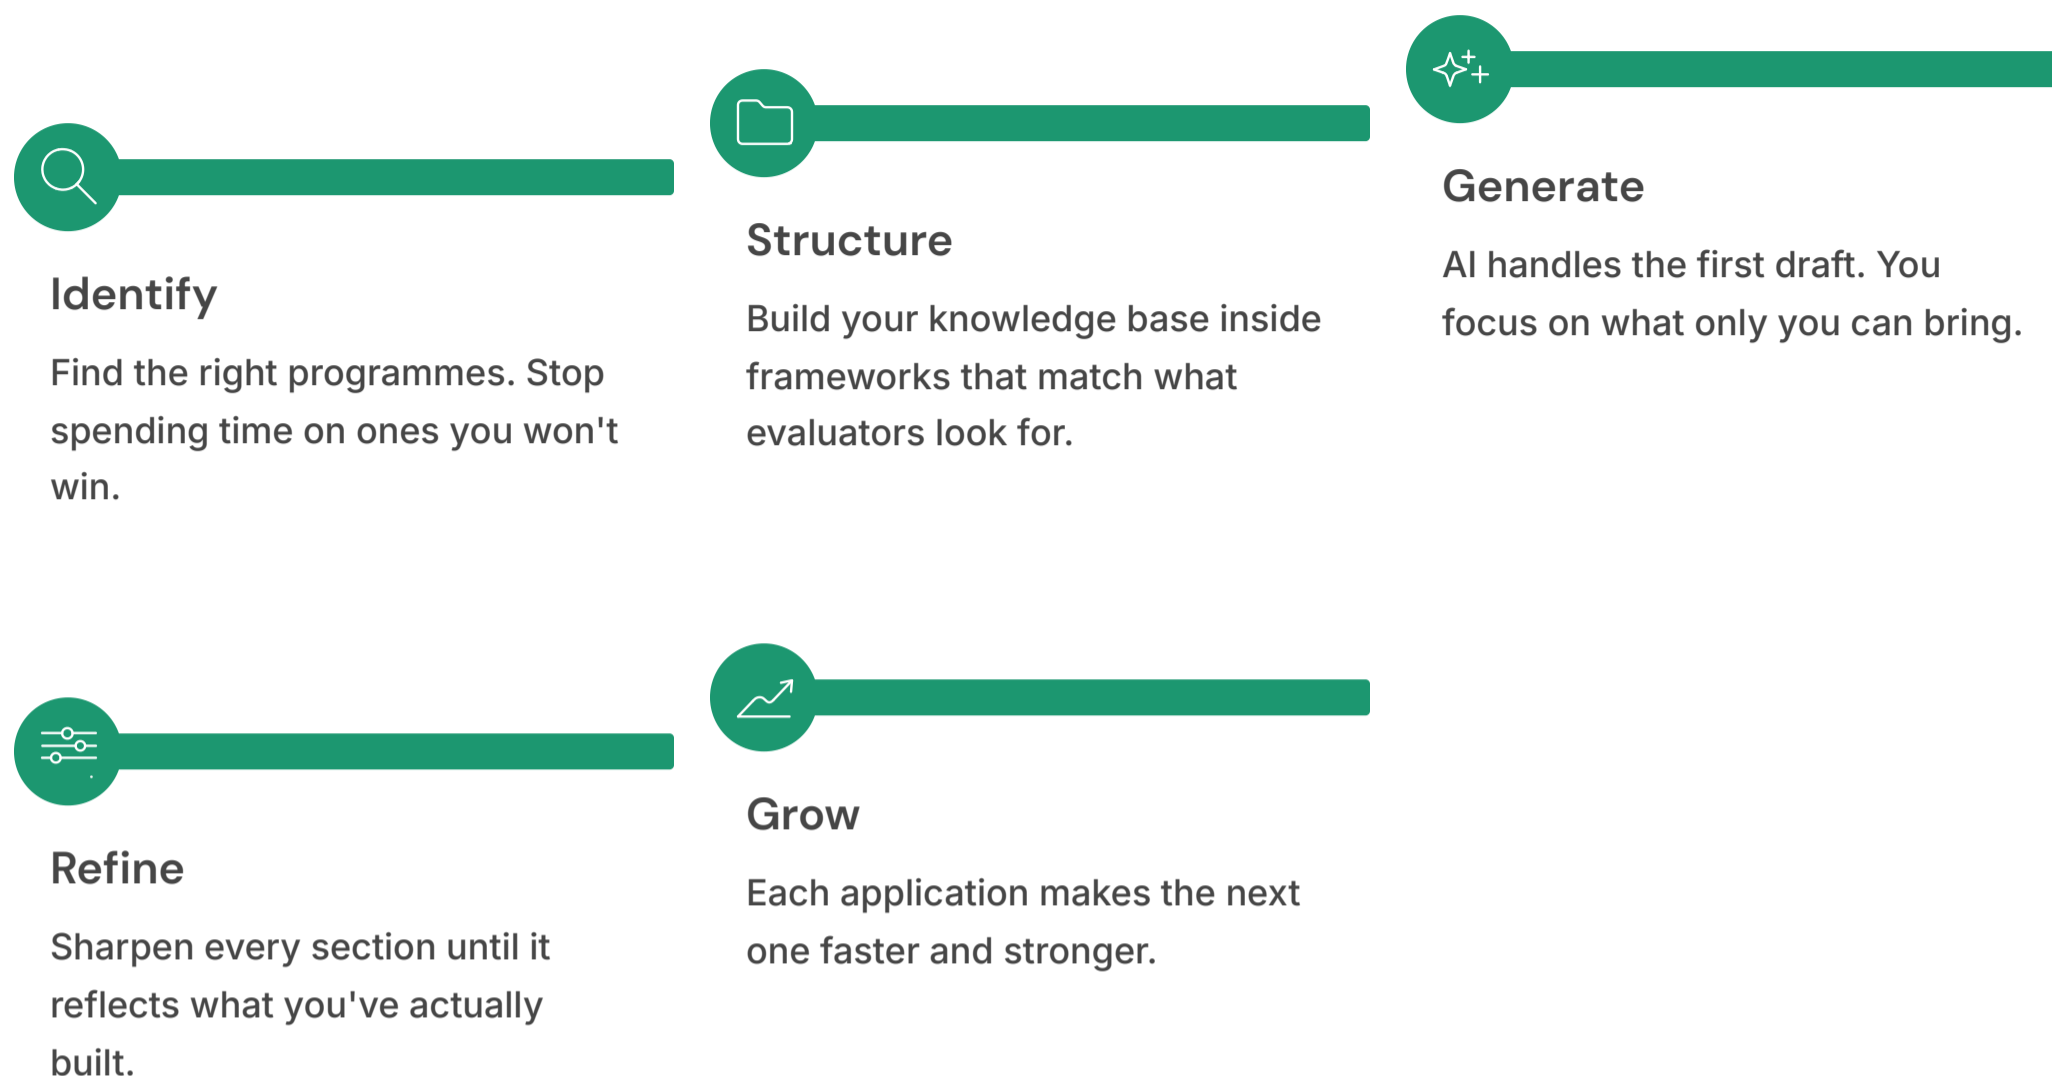 Identify
Find the right programmes. Stop
spending time on ones you won't
win.
Structure
Build your knowledge base inside
frameworks that match what
evaluators look for.
Generate
AI handles the first draft. You
focus on what only you can bring.
Refine
Sharpen every section until it
reflects what you've actually
built.
Grow
Each application makes the next
one faster and stronger.